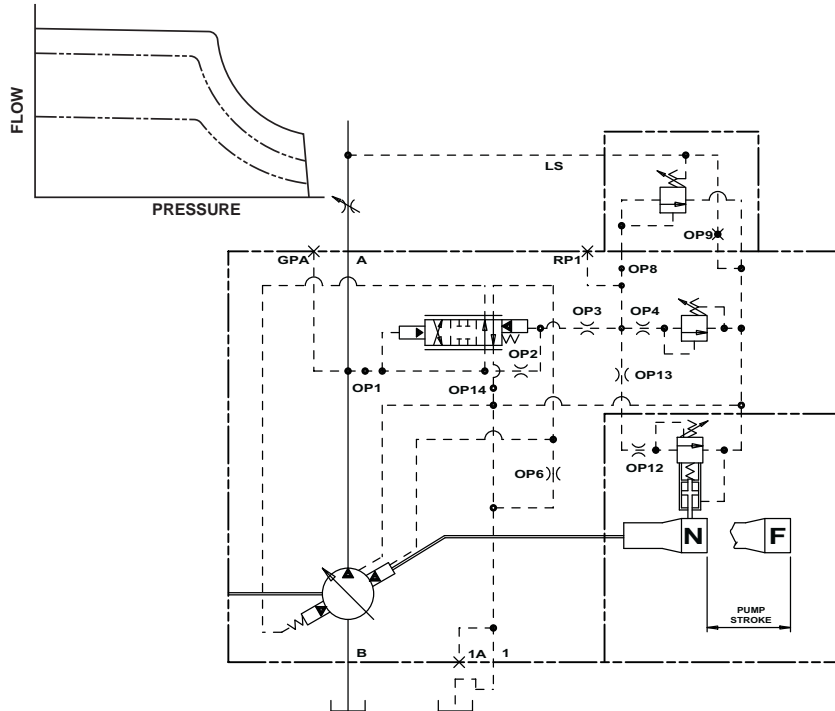 FLOW
PRESSURE
LS
OP9
GPA
A
RP1
OP8
OP3
OP4
OP2
OP1
OP14
OP13
OP12
OP6
N
F
PUMP
STROKE
B
1A
1